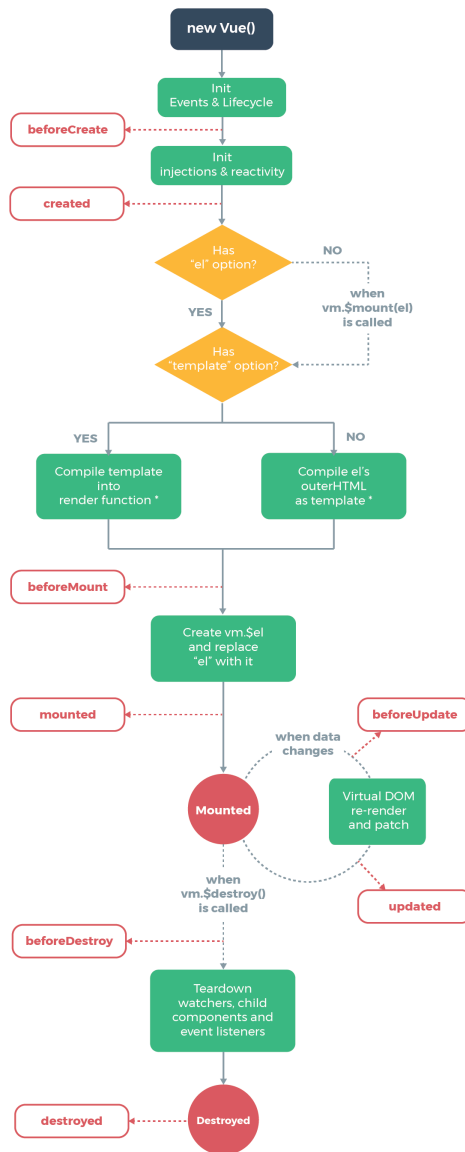 new Vue()
Init
Events & Lifecycle
beforeCreate
Init
injections & reactivity
created
Has
“el” option?
NO
when
vm.$mount(el)
is called
YES
Has
“template” option?
YES
NO
Compile template
into
render function *
Compile el’s
outerHTML
as template *
beforeMount
Create vm.$el
and replace
“el” with it
mounted
beforeUpdate
when data
changes
Mounted
Virtual DOM
re-render
and patch
when
vm.$destroy()
is called
updated
beforeDestroy
Teardown
watchers, child
components and
event listeners
destroyed
Destroyed